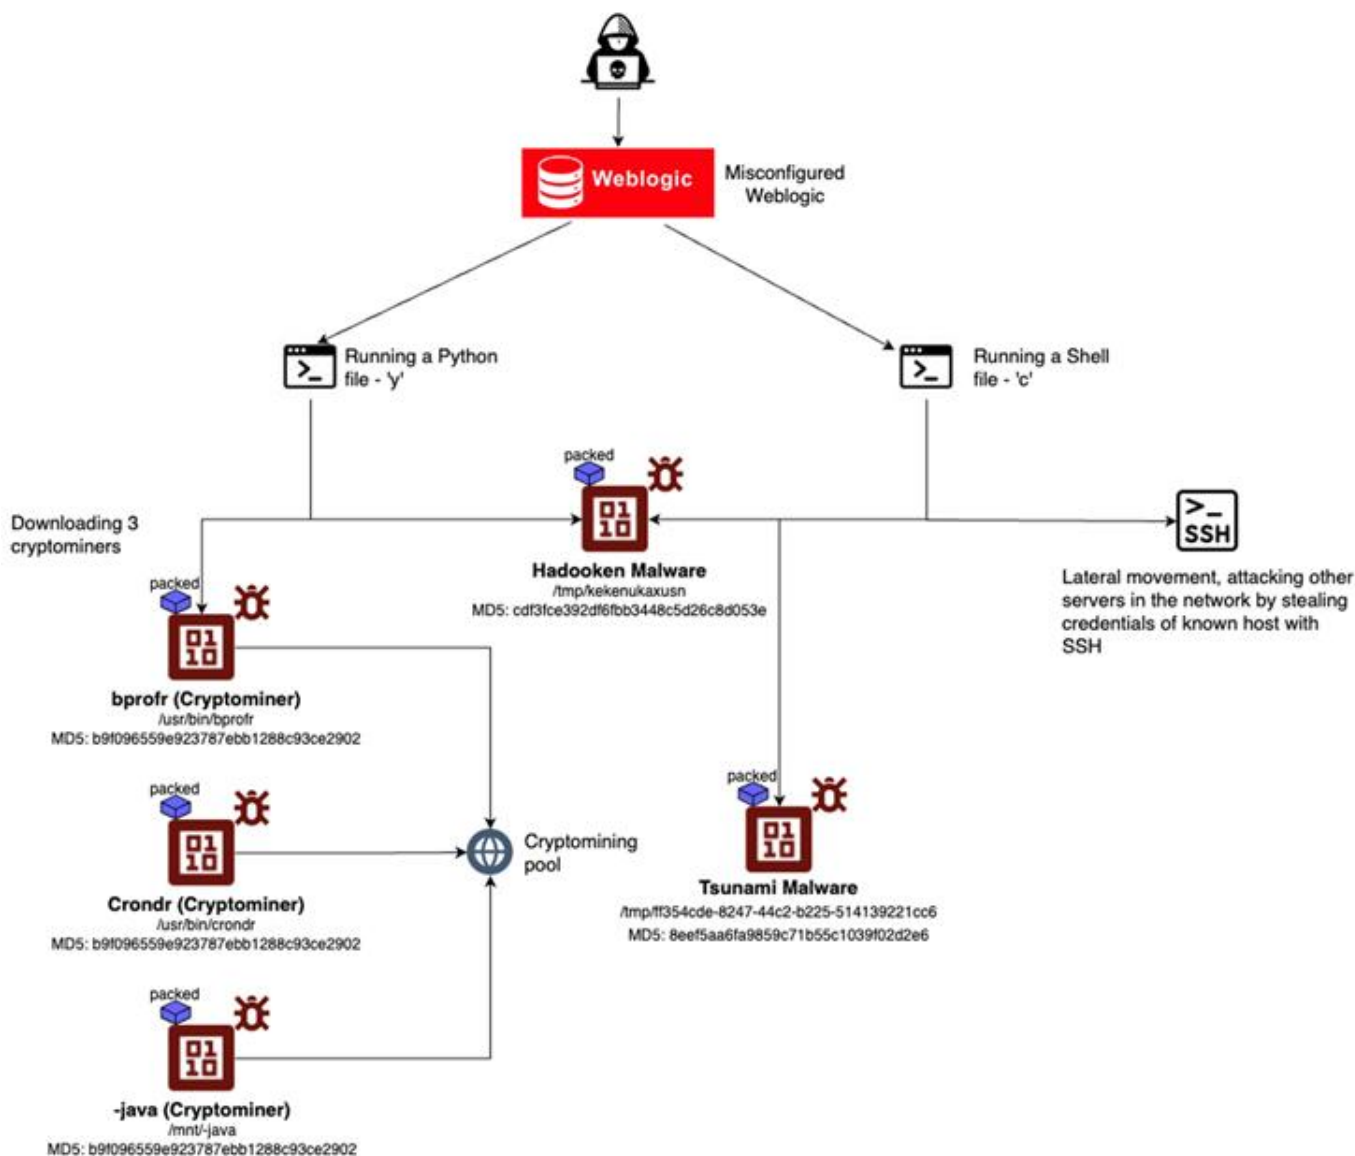 Weblogic
Misconfigured
Weblogic
Running a Python
file - 'y'
Running a Shell
file - 'c'
packed
Downloading 3
cryptominers
>_
SSH
Hadooken Malware
/tmp/kekenukaxusn
MD5: cdf3fce392df6fbb3448c5d26c8d053e
Lateral movement, attacking other
servers in the network by stealing
credentials of known host with
SSH
packed
bprofr (Cryptominer)
/usr/bin/bprofr
MD5: b9f096559e923787ebb1288c93ce2902
packed
Crondr (Cryptominer)
/usr/bin/crondr
MD5: b9f096559e923787ebb1288c93ce2902
Cryptomining
pool
packed
Tsunami Malware
/tmp/ff354cde-8247-44c2-b225-514139221cc6
MD5: 8eef5aa6fa9859c71b55c1039f02d2e6
packed
-java (Cryptominer)
/mnt/-java
MD5: b9f096559e923787ebb1288c93ce2902